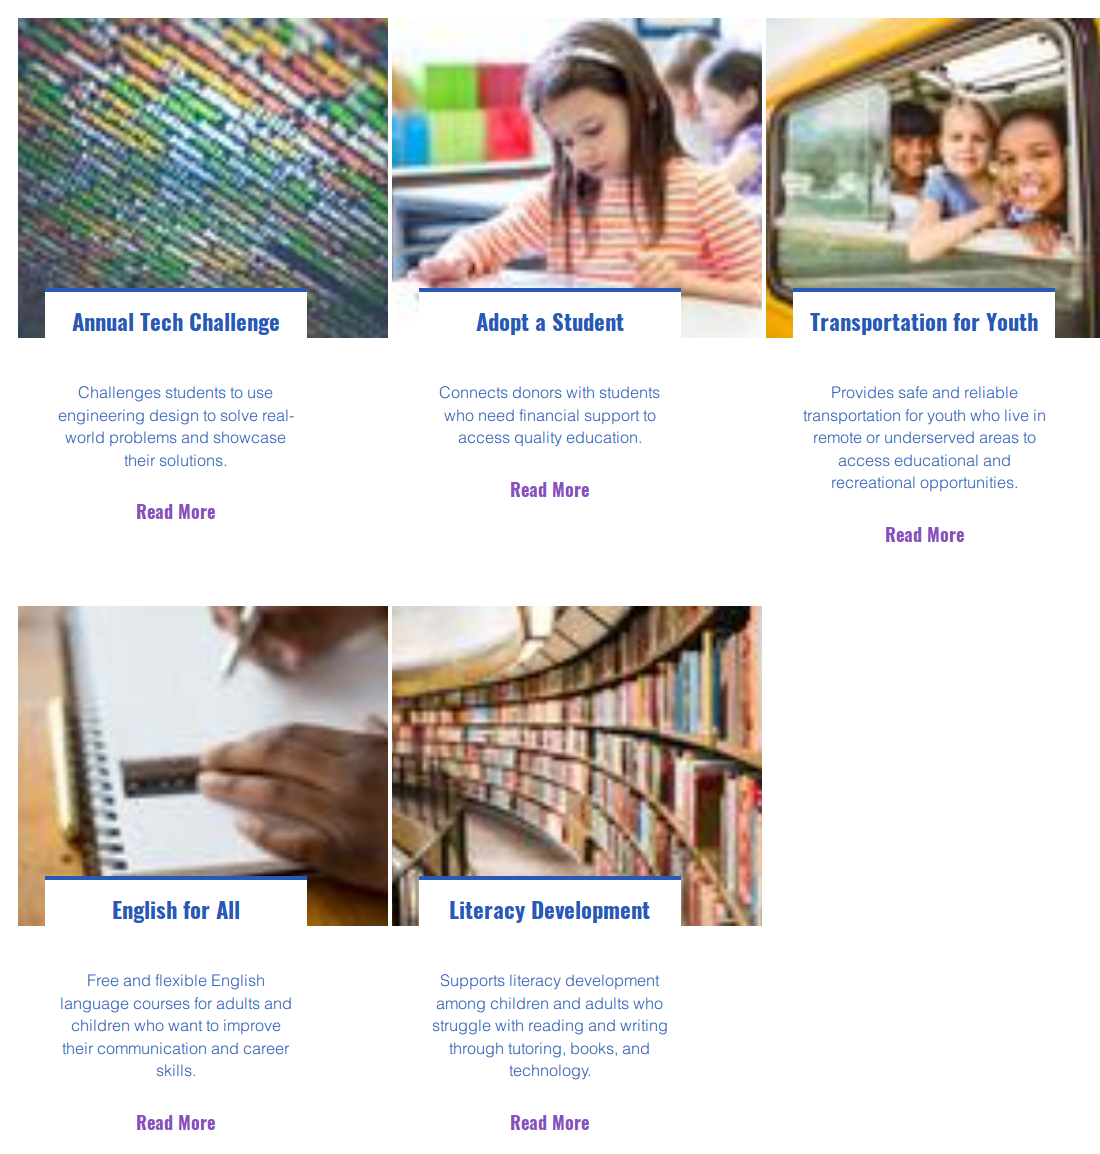 Annual Tech Challenge
Challenges students to use
engineering design to solve real-
world problems and showcase
their solutions.
Read More
Adopt a Student
Connects donors with students
who need financial support to
access quality education.
Read More
Transportation for Youth
Provides safe and reliable
transportation for youth who live in
remote or underserved areas to
access educational and
recreational opportunities.
Read More
English for All
Free and flexible English
language courses for adults and
children who want to improve
their communication and career
skills.
Read More
Literacy Development
Supports literacy development
among children and adults who
struggle with reading and writing
through tutoring, books, and
technology.
Read More